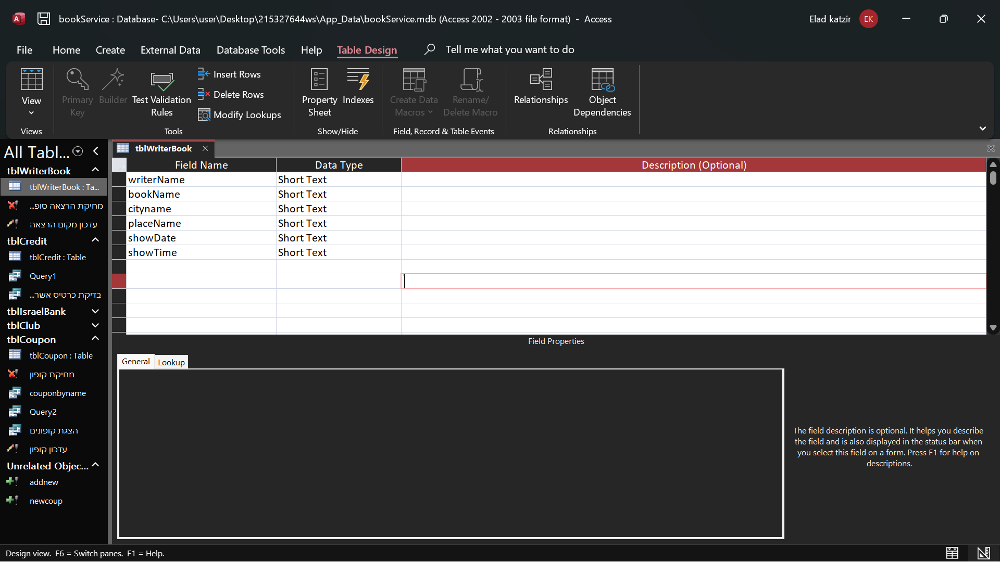 bookService : Database- C:\Users\user\Desktop\215327644ws\App_Data\bookService.mdb (Access 2002 - 2003 file format)  -  Access
Elad katzir
EK
File
Home
Create
External Data
Database Tools
Help
Table Design
Tell me what you want to do
View
Primary Key
Builder
Test Validation Rules
Insert Rows
Delete Rows
Modify Lookups
Property Sheet
Indexes
Create Data Macros
Rename/ Delete Macro
Relationships
Object Dependencies
Views
Tools
Show/Hide
Field, Record & Table Events
Relationships
All Tabl...
tblWriterBook
tblWriterBook : Ta...
מחיקת הרצאה סופ...
עדכון מקום הרצאה
tblCredit
tblCredit : Table
Query1
בדיקת כרטיס אשר...
tblIsraelBank
tblClub
tblCoupon
tblCoupon : Table
מחיקת קופון
couponbyname
Query2
הצגת קופונים
עדכון קופון
Unrelated Objec...
addnew
newcoup
tblWriterBook
Field Name
Data Type
Description (Optional)
writerName
Short Text
bookName
Short Text
cityname
Short Text
placeName
Short Text
showDate
Short Text
showTime
Short Text
Field Properties
General
Lookup
The field description is optional. It helps you describe
the field and is also displayed in the status bar when
you select this field on a form. Press F1 for help on
descriptions.
Design view.  F6 = Switch panes.  F1 = Help.